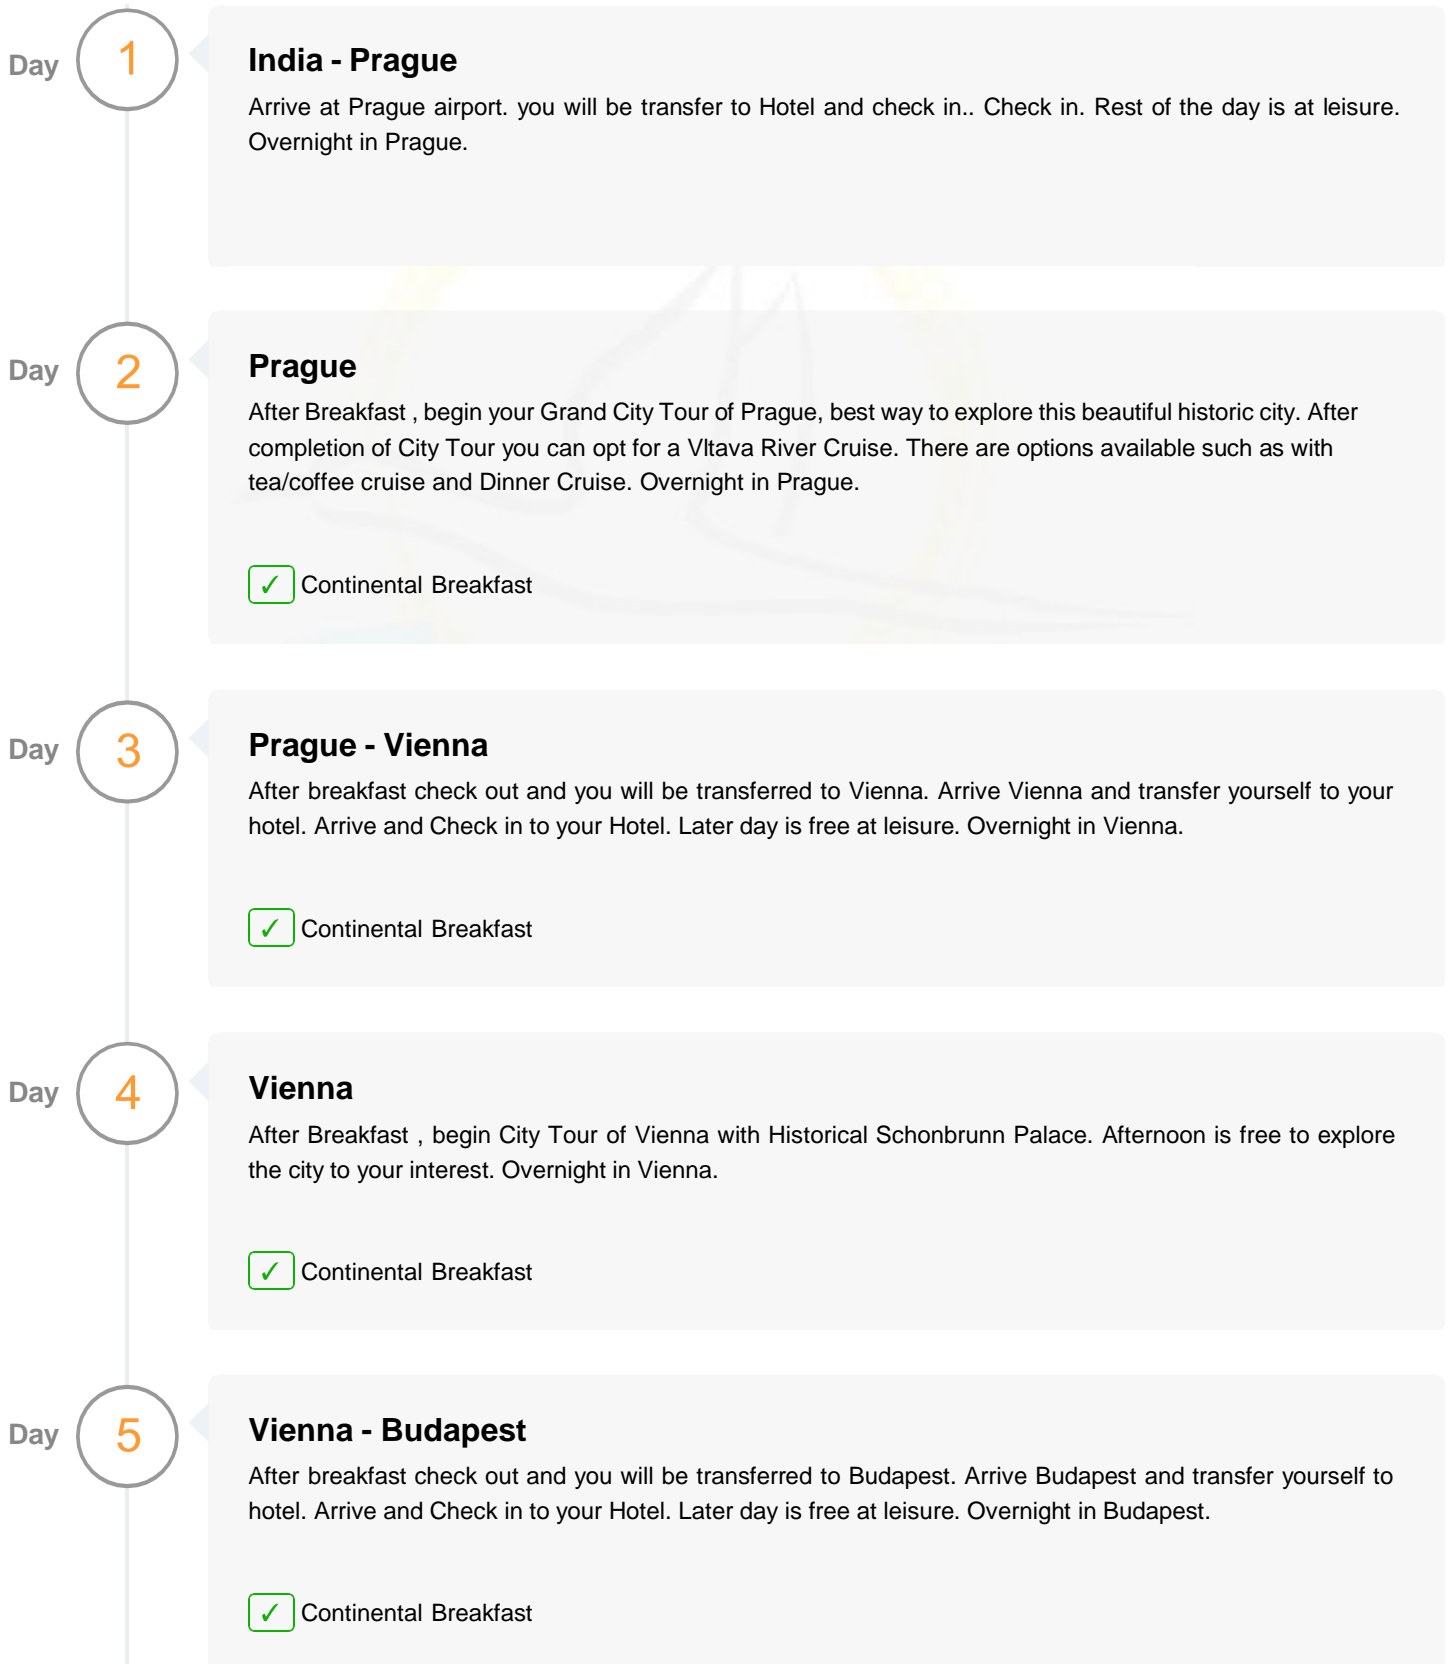 Day
1
India - Prague
Arrive at Prague airport. you will be transfer to Hotel and check in.. Check in. Rest of the day is at leisure.
Overnight in Prague.
Day
2
Prague
After Breakfast , begin your Grand City Tour of Prague, best way to explore this beautiful historic city. After
completion of City Tour you can opt for a Vltava River Cruise. There are options available such as with
tea/coffee cruise and Dinner Cruise. Overnight in Prague.
✓ Continental Breakfast
Day
3
Prague - Vienna
After breakfast check out and you will be transferred to Vienna. Arrive Vienna and transfer yourself to your
hotel. Arrive and Check in to your Hotel. Later day is free at leisure. Overnight in Vienna.
✓ Continental Breakfast
Day
4
Vienna
After Breakfast , begin City Tour of Vienna with Historical Schonbrunn Palace. Afternoon is free to explore
the city to your interest. Overnight in Vienna.
✓ Continental Breakfast
Day
5
Vienna - Budapest
After breakfast check out and you will be transferred to Budapest. Arrive Budapest and transfer yourself to
hotel. Arrive and Check in to your Hotel. Later day is free at leisure. Overnight in Budapest.
✓ Continental Breakfast